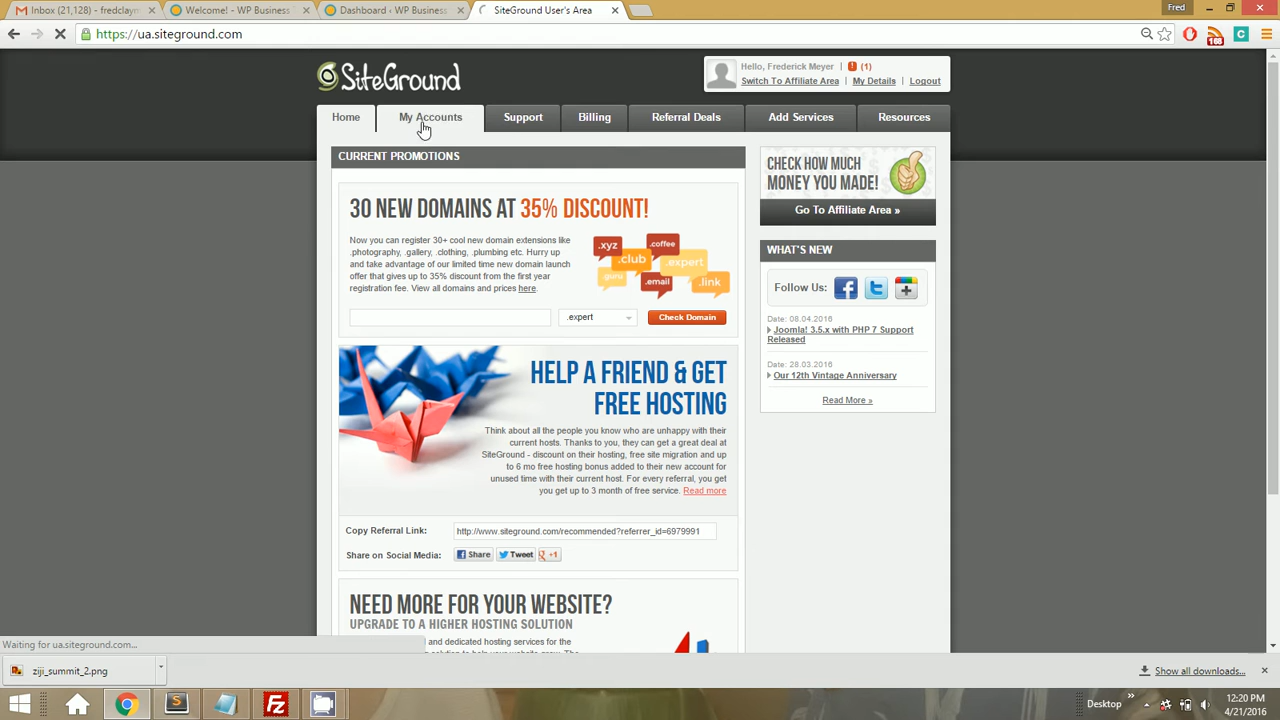 Inbox (21,128) - fredclaym
Welcome! - WP Business
Dashboard < WP Business
SiteGround User's Area
Fred
https://ua.siteground.com
168
C
SiteGround
Hello, Frederick Meyer | ! (1)
Switch To Affiliate Area | My Details | Logout
Home
My Accounts
Support
Billing
Referral Deals
Add Services
Resources
CURRENT PROMOTIONS
30 NEW DOMAINS AT 35% DISCOUNT!
Now you can register 30+ cool new domain extensions like
.photography, .gallery, .clothing, .plumbing etc. Hurry up
and take advantage of our limited time new domain launch
offer that gives up to 35% discount from the first year
registration fee. View all domains and prices here.
.xyz
.coffee
.club
.expert
.guru
.email
.link
.expert
Check Domain
HELP A FRIEND & GET
FREE HOSTING
Think about all the people you know who are unhappy with their
current hosts. Thanks to you, they can get a great deal at
SiteGround - discount on their hosting, free site migration and up
to 6 mo free hosting bonus added to their new account for
unused time with their current host. For every referral, you get
you get up to 3 month of free service. Read more
Copy Referral Link:
http://www.siteground.com/recommended?referrer_id=6979991
Share on Social Media:
Share
Tweet
+1
NEED MORE FOR YOUR WEBSITE?
UPGRADE TO A HIGHER HOSTING SOLUTION
and dedicated hosting services for the
CHECK HOW MUCH
MONEY YOU MADE!
Go To Affiliate Area »
WHAT'S NEW
Follow Us:
Date: 08.04.2016
Joomla! 3.5.x with PHP 7 Support
Released
Date: 28.03.2016
Our 12th Vintage Anniversary
Read More »
Waiting for ua.siteground.com...
ziji_summit_2.png
Show all downloads...
Desktop
12:20 PM
4/21/2016